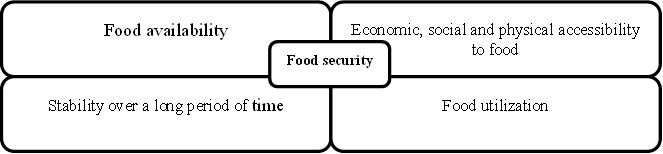 Food availability
Economic, social and physical accessibility
to food
Food security
Stability over a long period of time
Food utilization